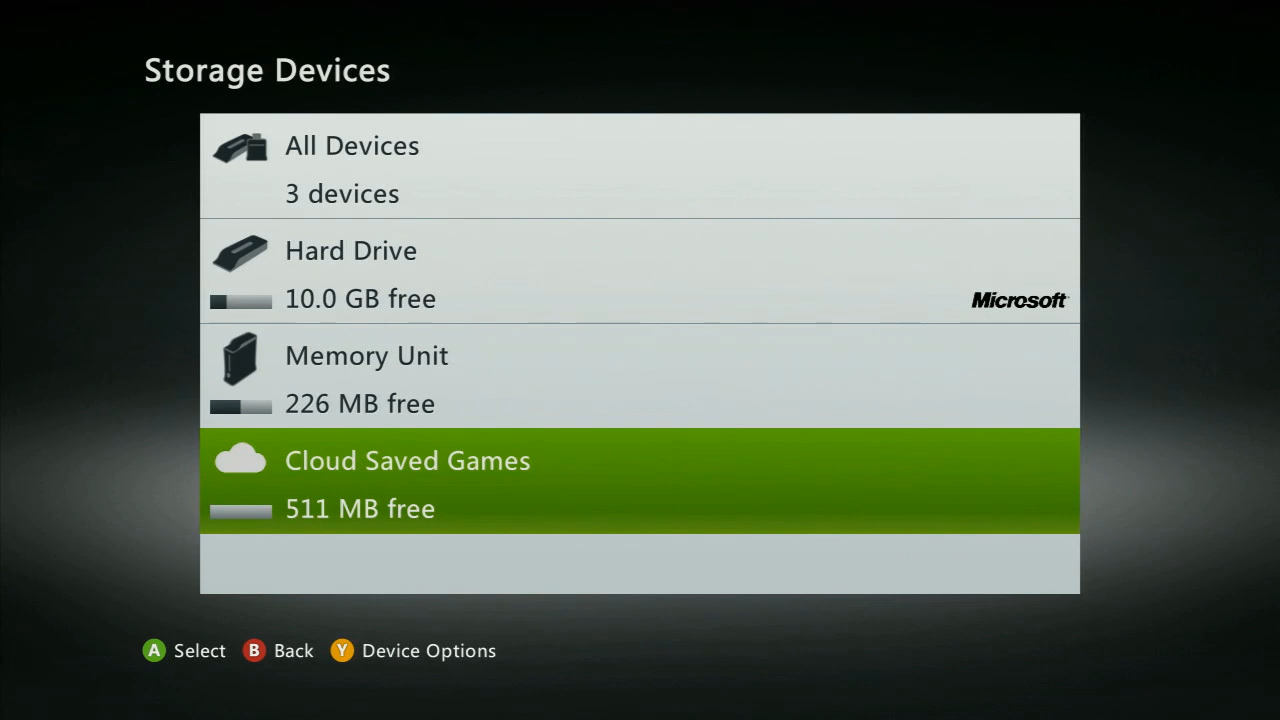 Storage Devices
All Devices
3 devices
Hard Drive
10.0 GB free
Microsoft
Memory Unit
226 MB free
Cloud Saved Games
511 MB free
A Select B Back Y Device Options